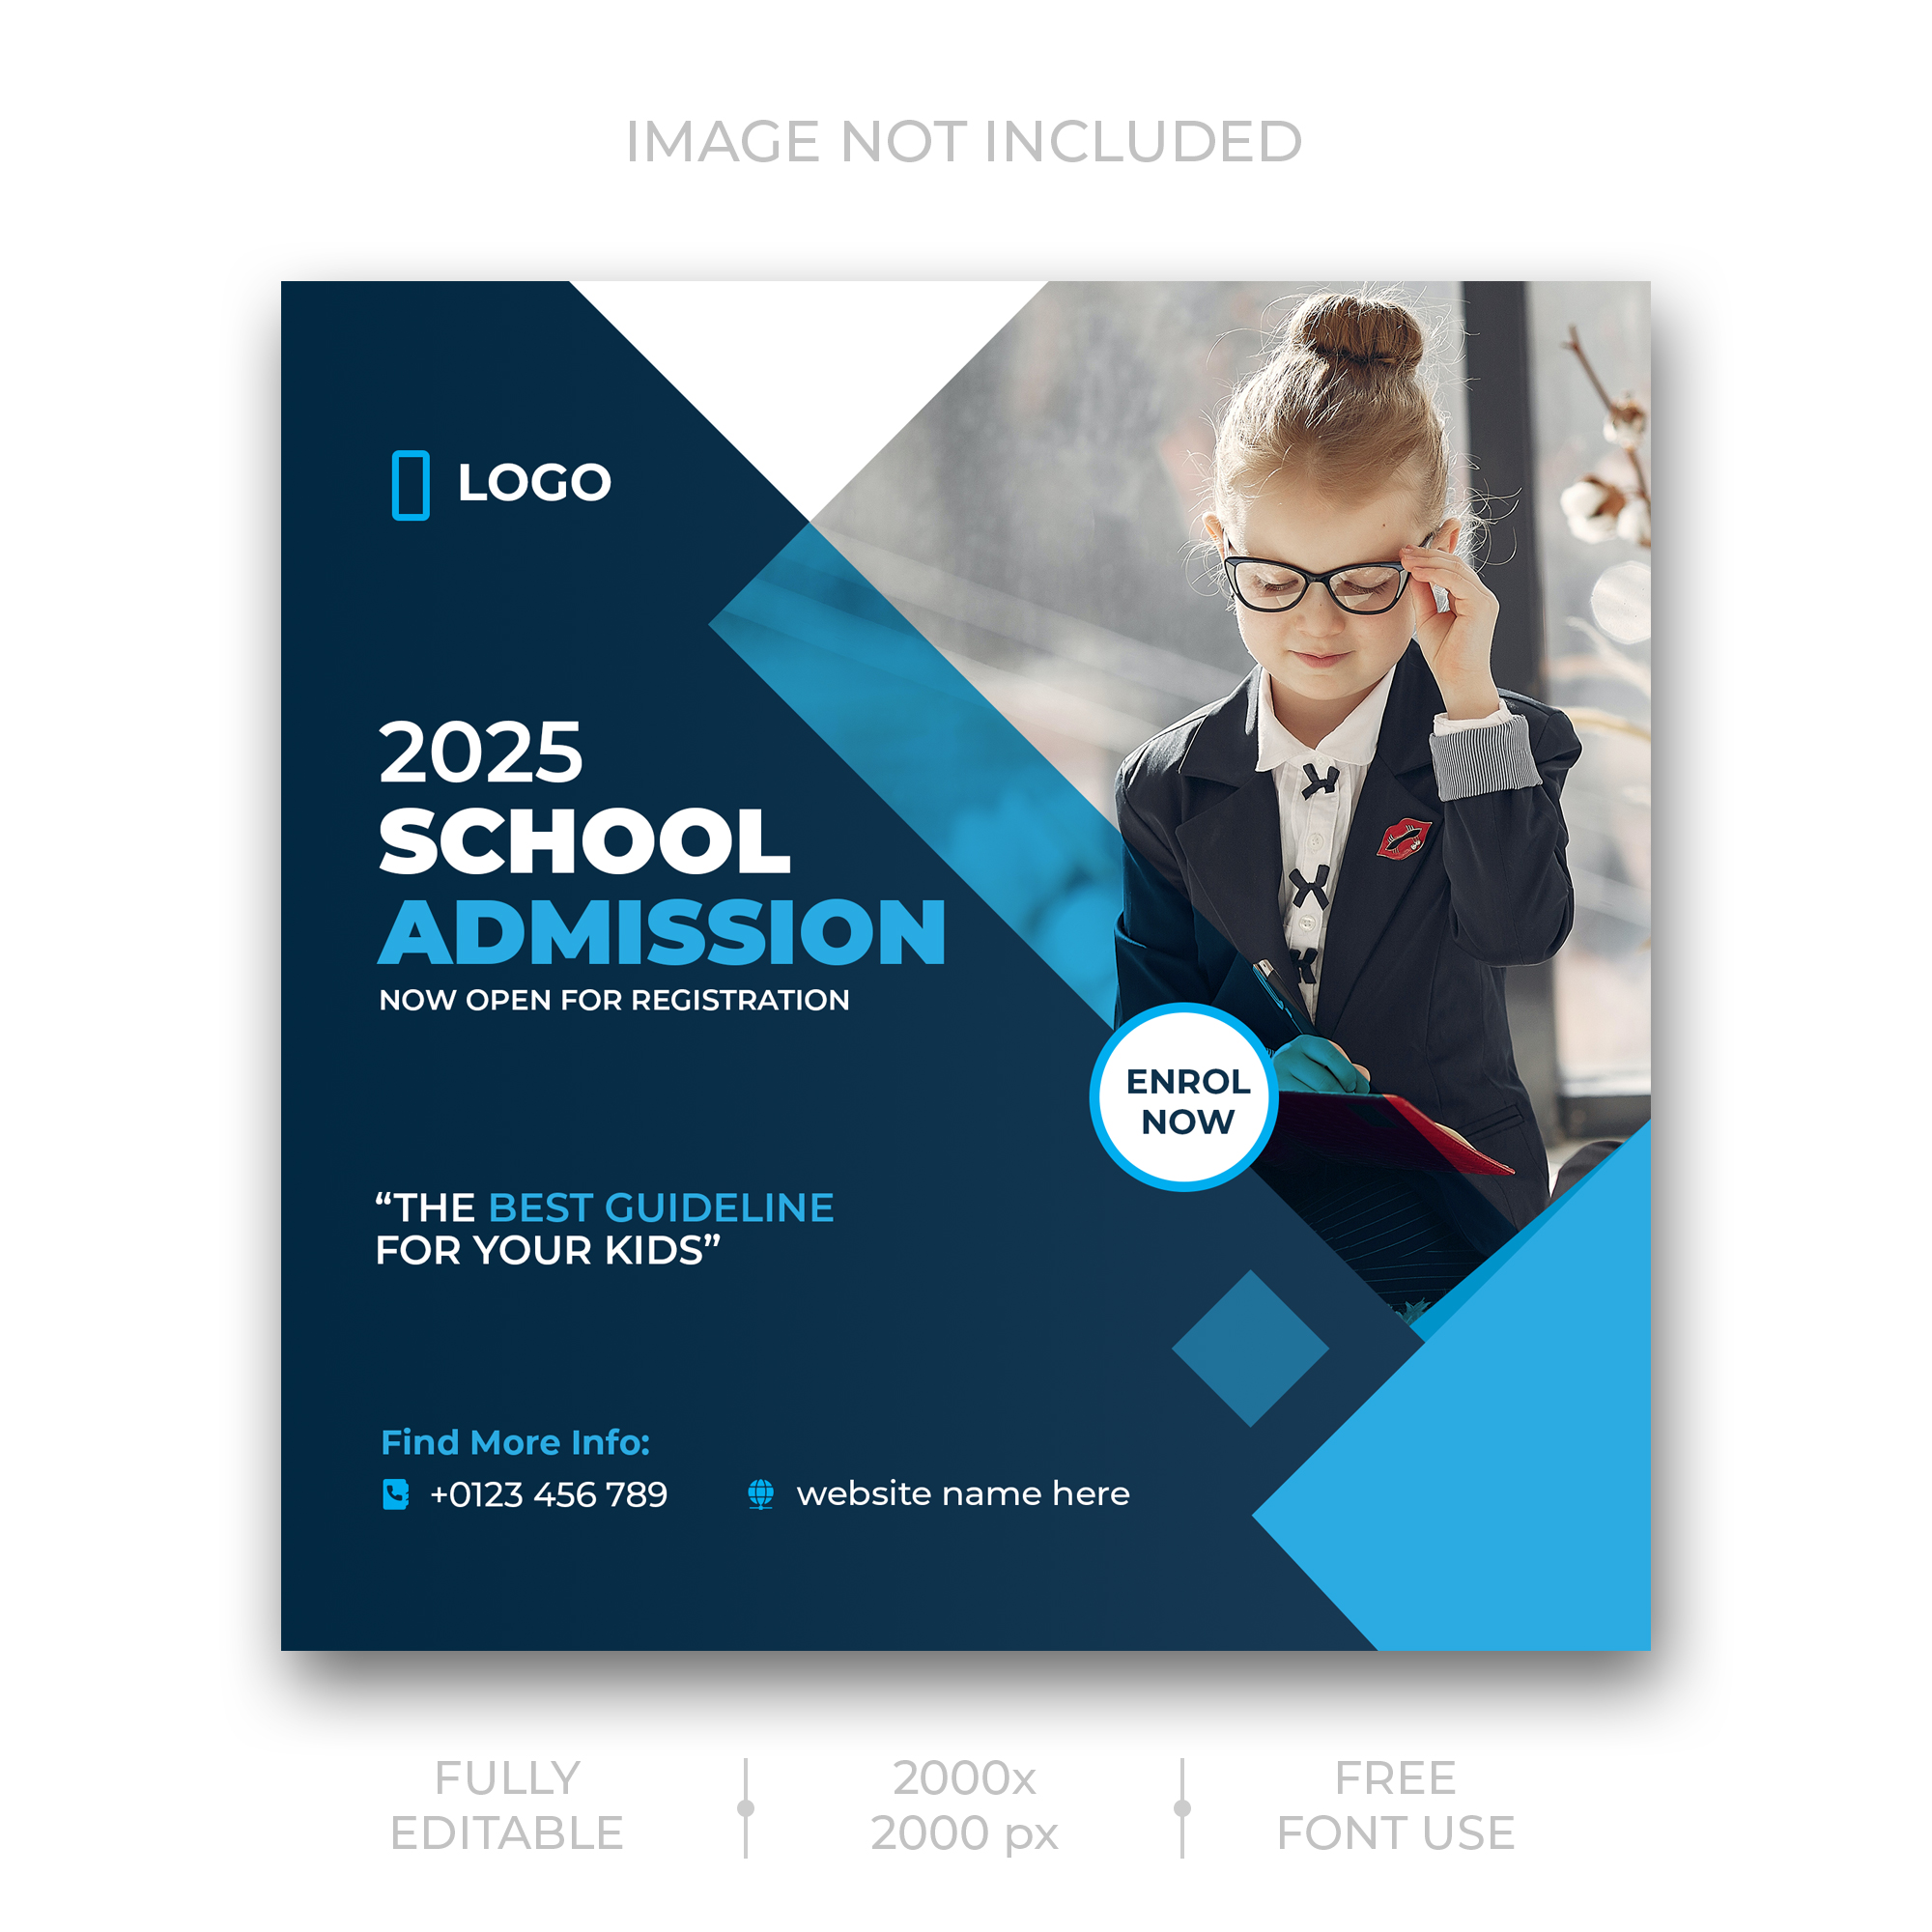 IMAGE NOT INCLUDED
LOGO
2025
SCHOOL
ADMISSION
NOW OPEN FOR REGISTRATION
ENROL
NOW
“THE BEST GUIDELINE
FOR YOUR KIDS”
Find More Info:
+0123 456 789
website name here
FULLY
EDITABLE
2000x
2000 px
FREE
FONT USE